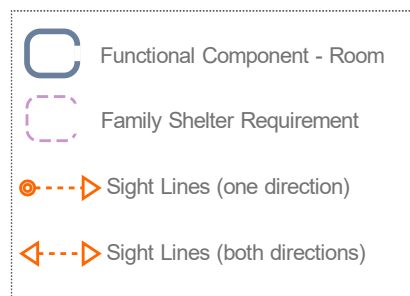 Functional Component - Room
Family Shelter Requirement
Sight Lines (one direction)
Sight Lines (both directions)